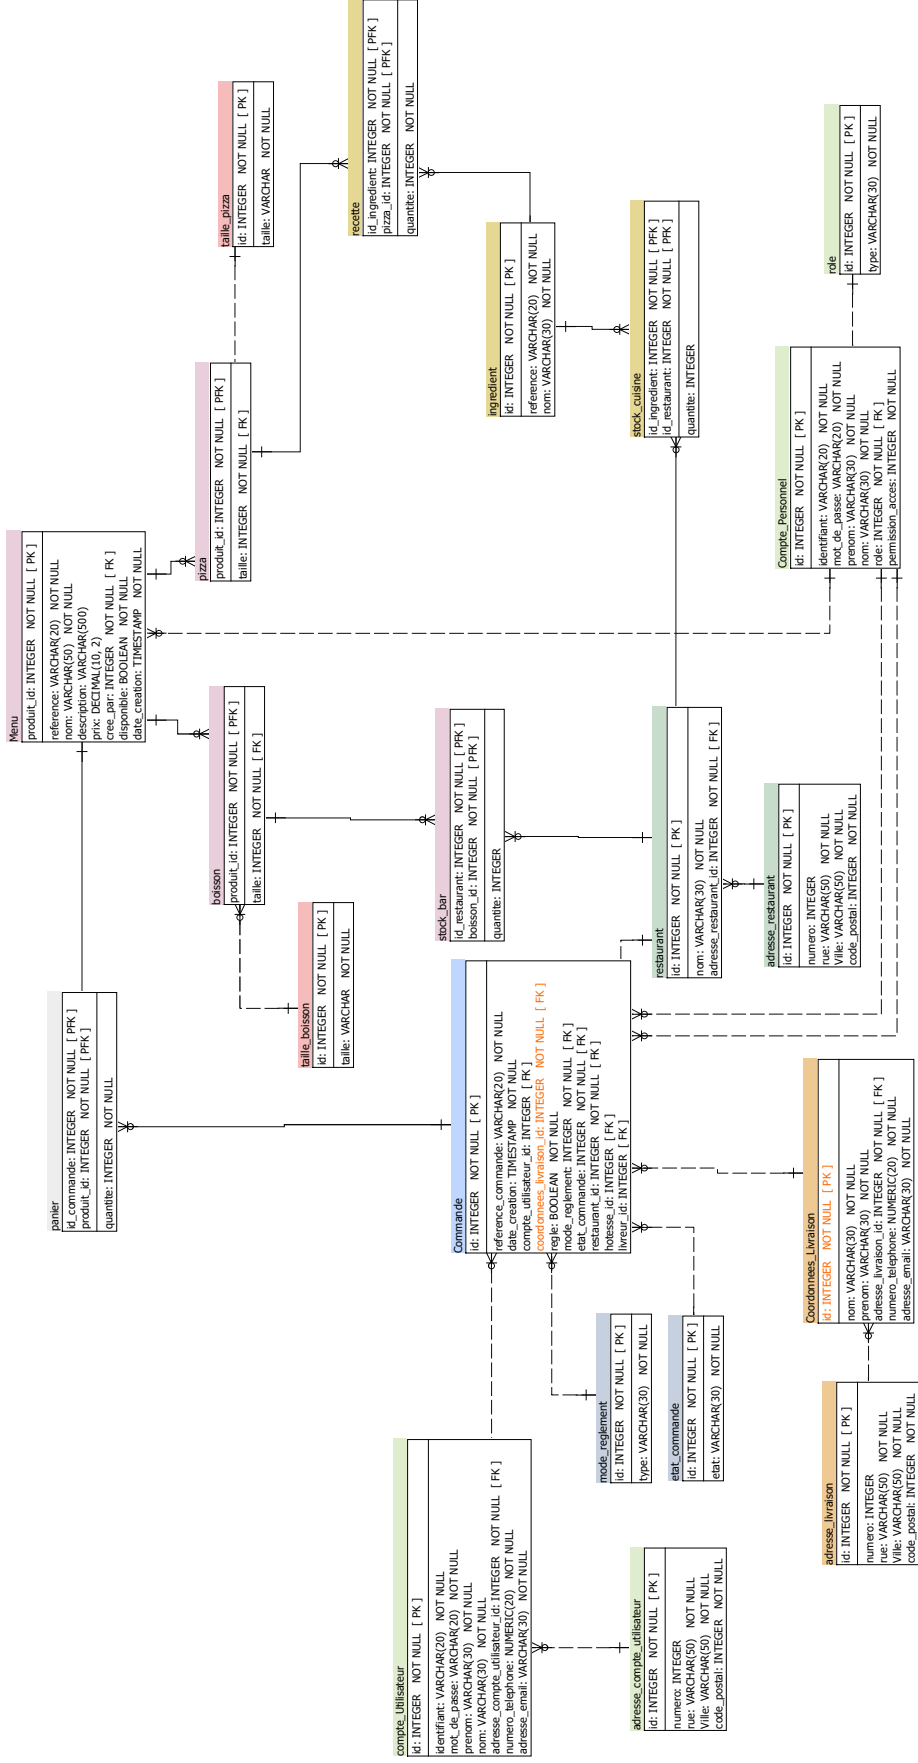 Menu
produit_id: INTEGER NOT NULL [ PK ]
reference: VARCHAR(20) NOT NULL
nom: VARCHAR(50) NOT NULL
description: VARCHAR(500)
prix: DECIMAL(10, 2)
cree_par: INTEGER NOT NULL [ FK ]
disponible: BOOLEAN NOT NULL
date_creation: TIMESTAMP NOT NULL
panier
id_commande: INTEGER NOT NULL [ PFK ]
produit_id: INTEGER NOT NULL [ PFK ]
quantite: INTEGER NOT NULL
pizza
produit_id: INTEGER NOT NULL [ PFK ]
taille: INTEGER NOT NULL [ FK ]
taille_pizza
id: INTEGER NOT NULL [ PK ]
taille: VARCHAR NOT NULL
recette
id_ingredient: INTEGER NOT NULL [ PFK ]
pizza_id: INTEGER NOT NULL [ PFK ]
quantite: INTEGER NOT NULL
boisson
produit_id: INTEGER NOT NULL [ PFK ]
taille: INTEGER NOT NULL [ FK ]
taille_boisson
id: INTEGER NOT NULL [ PK ]
taille: VARCHAR NOT NULL
stock_bar
id_restaurant: INTEGER NOT NULL [ PFK ]
boisson_id: INTEGER NOT NULL [ PFK ]
quantite: INTEGER
ingredient
id: INTEGER NOT NULL [ PK ]
reference: VARCHAR(20) NOT NULL
nom: VARCHAR(30) NOT NULL
stock_cuisine
id_ingredient: INTEGER NOT NULL [ PFK ]
id_restaurant: INTEGER NOT NULL [ PFK ]
quantite: INTEGER
compte_Utilisateur
id: INTEGER NOT NULL [ PK ]
identifiant: VARCHAR(20) NOT NULL
mot_de_passe: VARCHAR(20) NOT NULL
prenom: VARCHAR(30) NOT NULL
nom: VARCHAR(30) NOT NULL
adresse_compte_utilisateur_id: INTEGER NOT NULL [ FK ]
numero_telephone: NUMERIC(20) NOT NULL
adresse_email: VARCHAR(30) NOT NULL
Commande
id: INTEGER NOT NULL [ PK ]
reference_commande: VARCHAR(20) NOT NULL
date_creation: TIMESTAMP NOT NULL
compte_utilisateur_id: INTEGER [ FK ]
coordonnees_livraison_id: INTEGER NOT NULL [ FK ]
regle: BOOLEAN NOT NULL
mode_reglement: INTEGER NOT NULL [ FK ]
etat_commande: INTEGER NOT NULL [ FK ]
restaurant_id: INTEGER NOT NULL [ FK ]
hotesse_id: INTEGER [ FK ]
livreur_id: INTEGER [ FK ]
mode_reglement
id: INTEGER NOT NULL [ PK ]
type: VARCHAR(30) NOT NULL
etat_commande
id: INTEGER NOT NULL [ PK ]
etat: VARCHAR(30) NOT NULL
adresse_compte_utilisateur
id: INTEGER NOT NULL [ PK ]
numero: INTEGER
rue: VARCHAR(50) NOT NULL
Ville: VARCHAR(50) NOT NULL
code_postal: INTEGER NOT NULL
restaurant
id: INTEGER NOT NULL [ PK ]
nom: VARCHAR(30) NOT NULL
adresse_restaurant_id: INTEGER NOT NULL [ FK ]
adresse_restaurant
id: INTEGER NOT NULL [ PK ]
numero: INTEGER
rue: VARCHAR(50) NOT NULL
Ville: VARCHAR(50) NOT NULL
code_postal: INTEGER NOT NULL
Compte_Personnel
id: INTEGER NOT NULL [ PK ]
identifiant: VARCHAR(20) NOT NULL
mot_de_passe: VARCHAR(20) NOT NULL
prenom: VARCHAR(30) NOT NULL
nom: VARCHAR(30) NOT NULL
role: INTEGER NOT NULL [ FK ]
permission_acces: INTEGER NOT NULL
role
id: INTEGER NOT NULL [ PK ]
type: VARCHAR(30) NOT NULL
Coordonnees_Livraison
id: INTEGER NOT NULL [ PK ]
nom: VARCHAR(30) NOT NULL
prenom: VARCHAR(30) NOT NULL
adresse_livraison_id: INTEGER NOT NULL [ FK ]
numero_telephone: NUMERIC(20) NOT NULL
adresse_email: VARCHAR(30) NOT NULL
adresse_livraison
id: INTEGER NOT NULL [ PK ]
numero: INTEGER
rue: VARCHAR(50) NOT NULL
Ville: VARCHAR(50) NOT NULL
code_postal: INTEGER NOT NULL